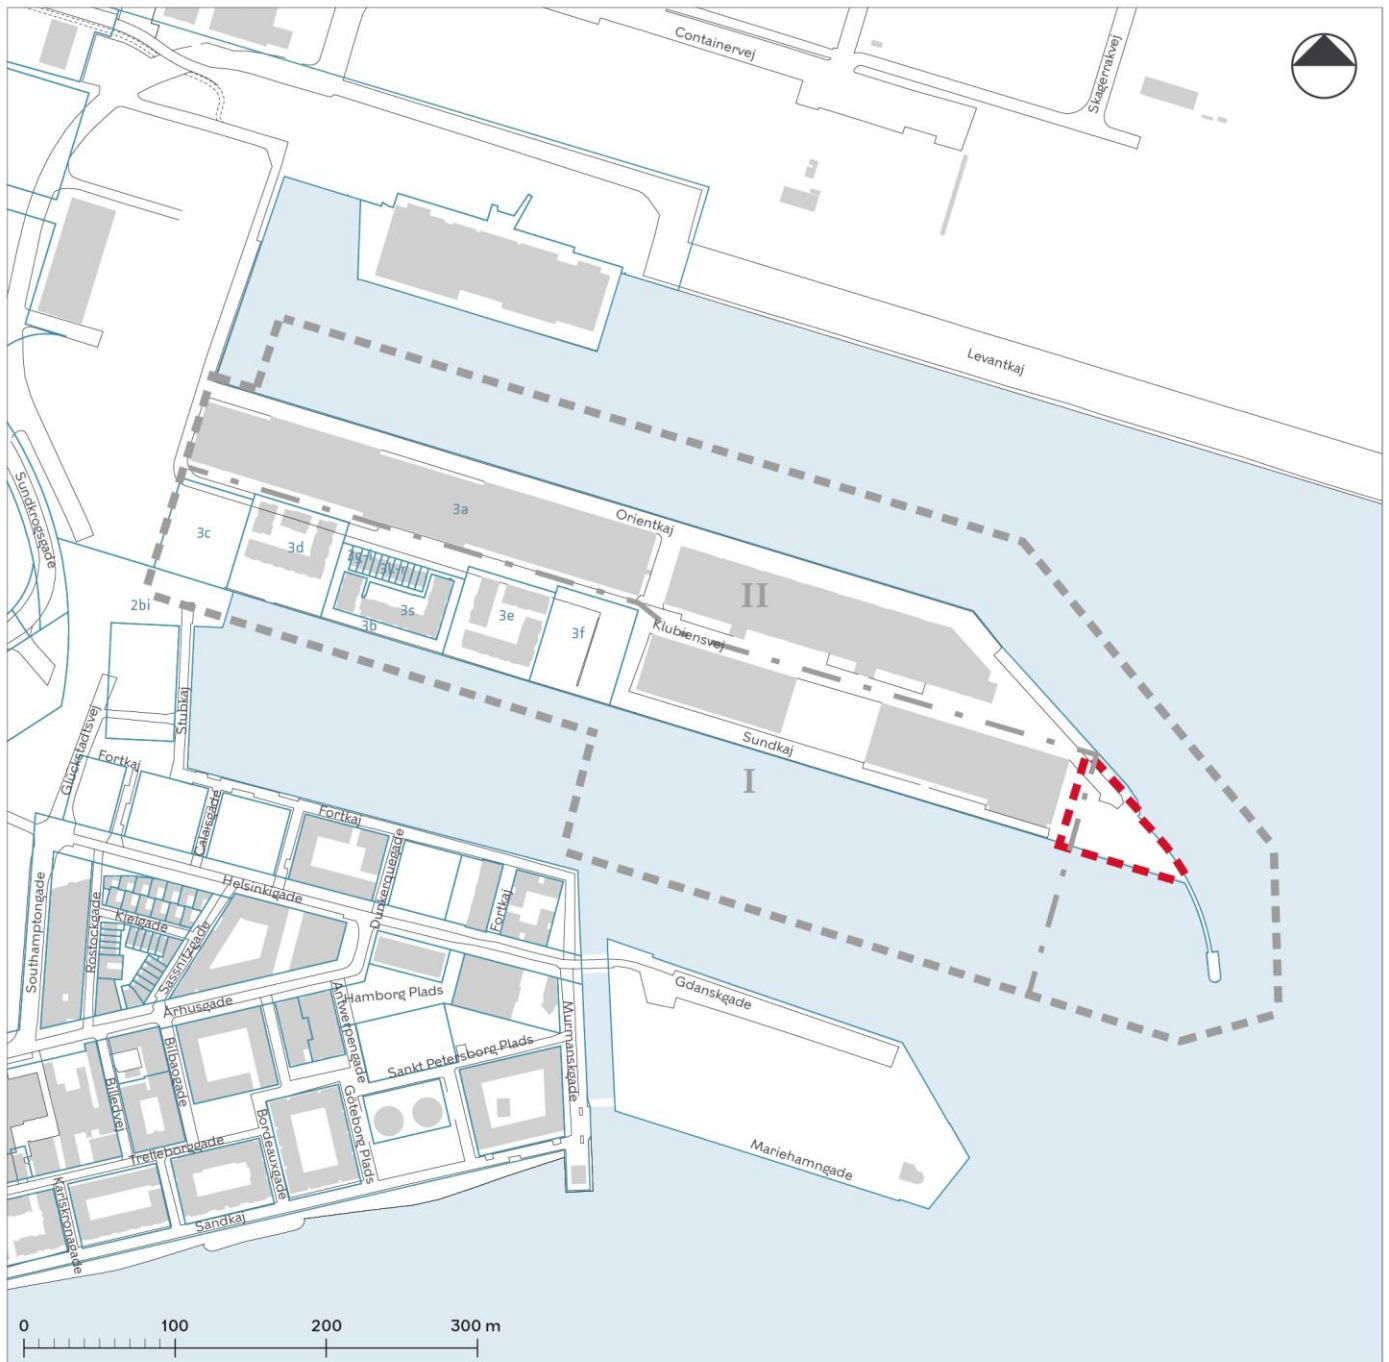 Containervej
Skagerrakvej
Levantkaj
Sundkrogsgade
3a
Orientkaj
3c
3d
II
3s
3e
3f
3b
2bi
Klubiensvej
Stubkaj
Sundkaj
I
Glückstadtsvej
Fortkaj
Calaisgade
Fortkaj
Dunkerquegade
Helsinkigade
Fortkaj
Southamptongade
Rostockgade
Kielgade
Sassnitzgade
Århusgade
Hamborg Plads
Antwerpengade
Gdanskgade
Murmanskgade
Sankt Petersborg Plads
Billedvej
Bilbaogade
Bordeauxgade
Göteborg Plads
Trelleborggade
Mariehamngade
Karlskronagade
Sandkaj
0 100 200 300 m